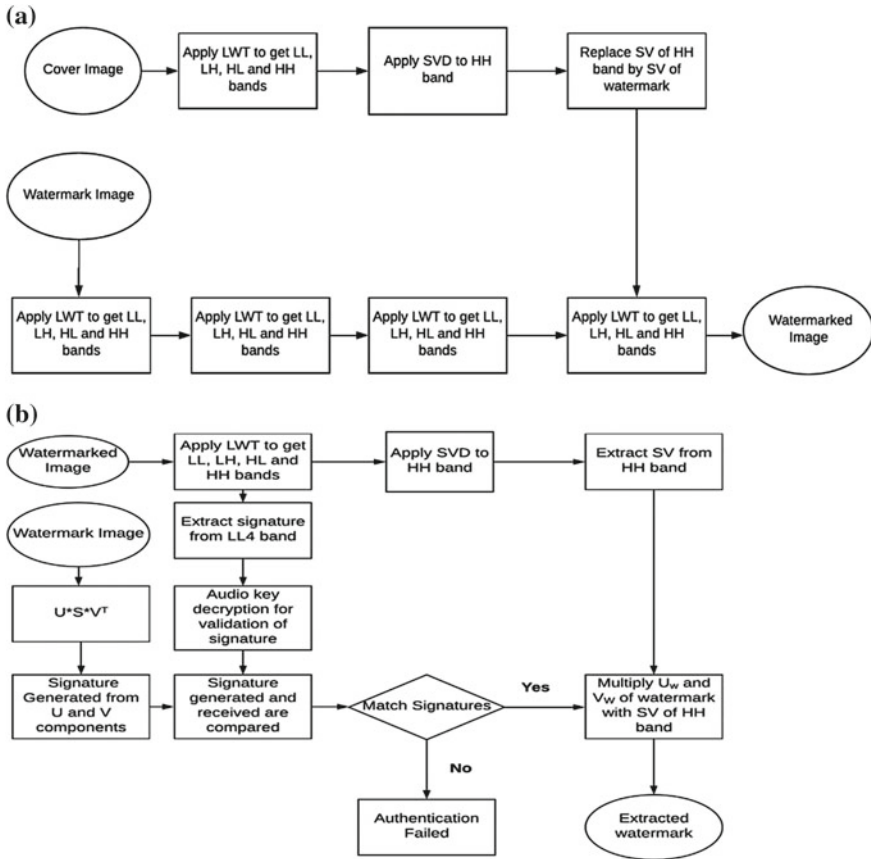 (a)
Cover Image
Apply LWT to get LL,
LH, HL and HH
bands
Apply SVD to HH
band
Replace SV of HH
band by SV of
watermark
Watermark Image
Apply LWT to get LL,
LH, HL and HH
bands
Apply LWT to get LL,
LH, HL and HH
bands
Apply LWT to get LL,
LH, HL and HH
bands
Apply LWT to get LL,
LH, HL and HH
bands
Watermarked
Image
(b)
Watermarked
Image
Apply LWT to get
LL, LH, HL and
HH bands
Apply SVD to
HH band
Extract SV from
HH band
Watermark Image
Extract signature
from LL4 band
U*S*Vᵀ
Audio key
decryption for
validation of
signature
Signature
Generated from
U and V
components
Signature
generated and
received are
compared
Match Signatures
Yes
Multiply Uw and
Vw of watermark
with SV of HH
band
No
Authentication
Failed
Extracted
watermark